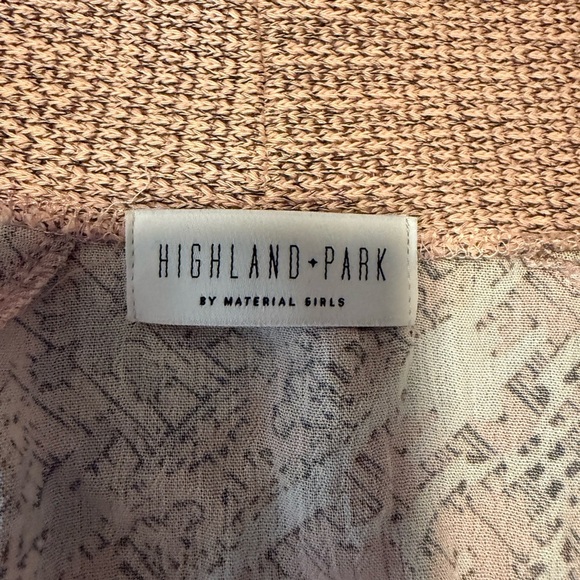 HIGHLAND + PARK
BY MATERIAL GIRLS